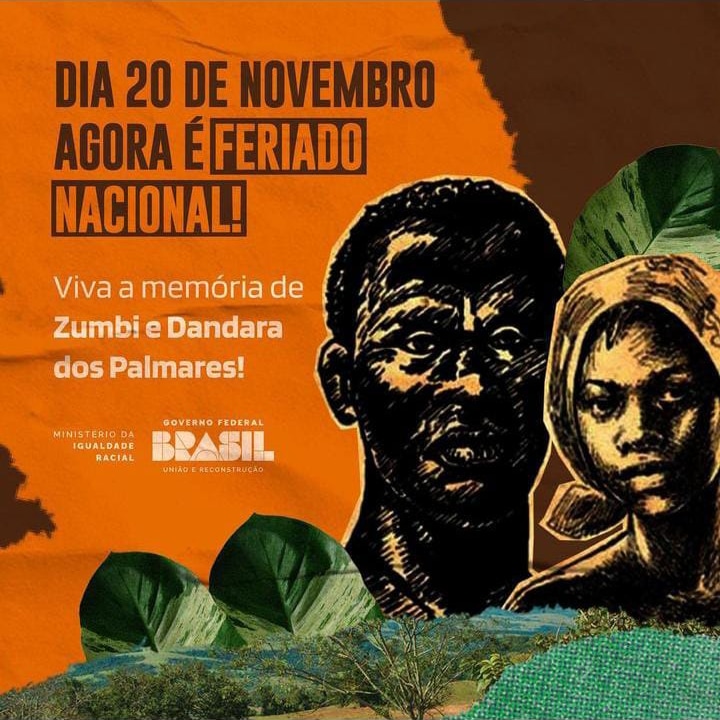 DIA 20 DE NOVEMBRO
AGORA É FERIADO
NACIONAL!
Viva a memória de
Zumbi e Dandara
dos Palmares!
MINISTÉRIO DA
IGUALDADE
RACIAL
GOVERNO FEDERAL
BRASIL
UNIÃO E RECONSTRUÇÃO